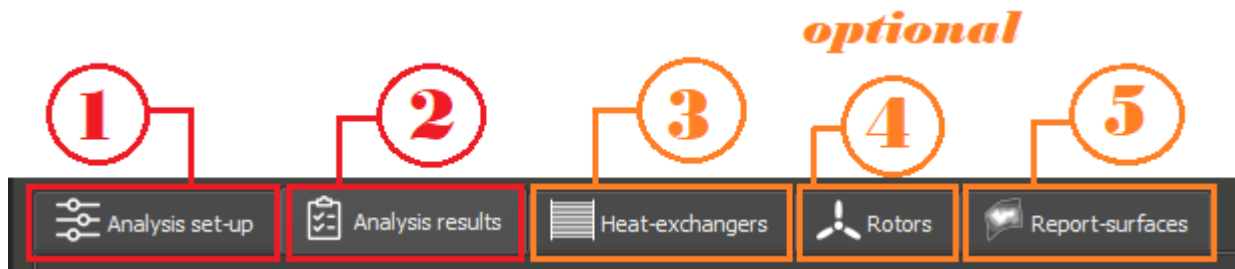 optional
1 2 3 4 5
Analysis set-up Analysis results Heat-exchangers Rotors Report-surfaces